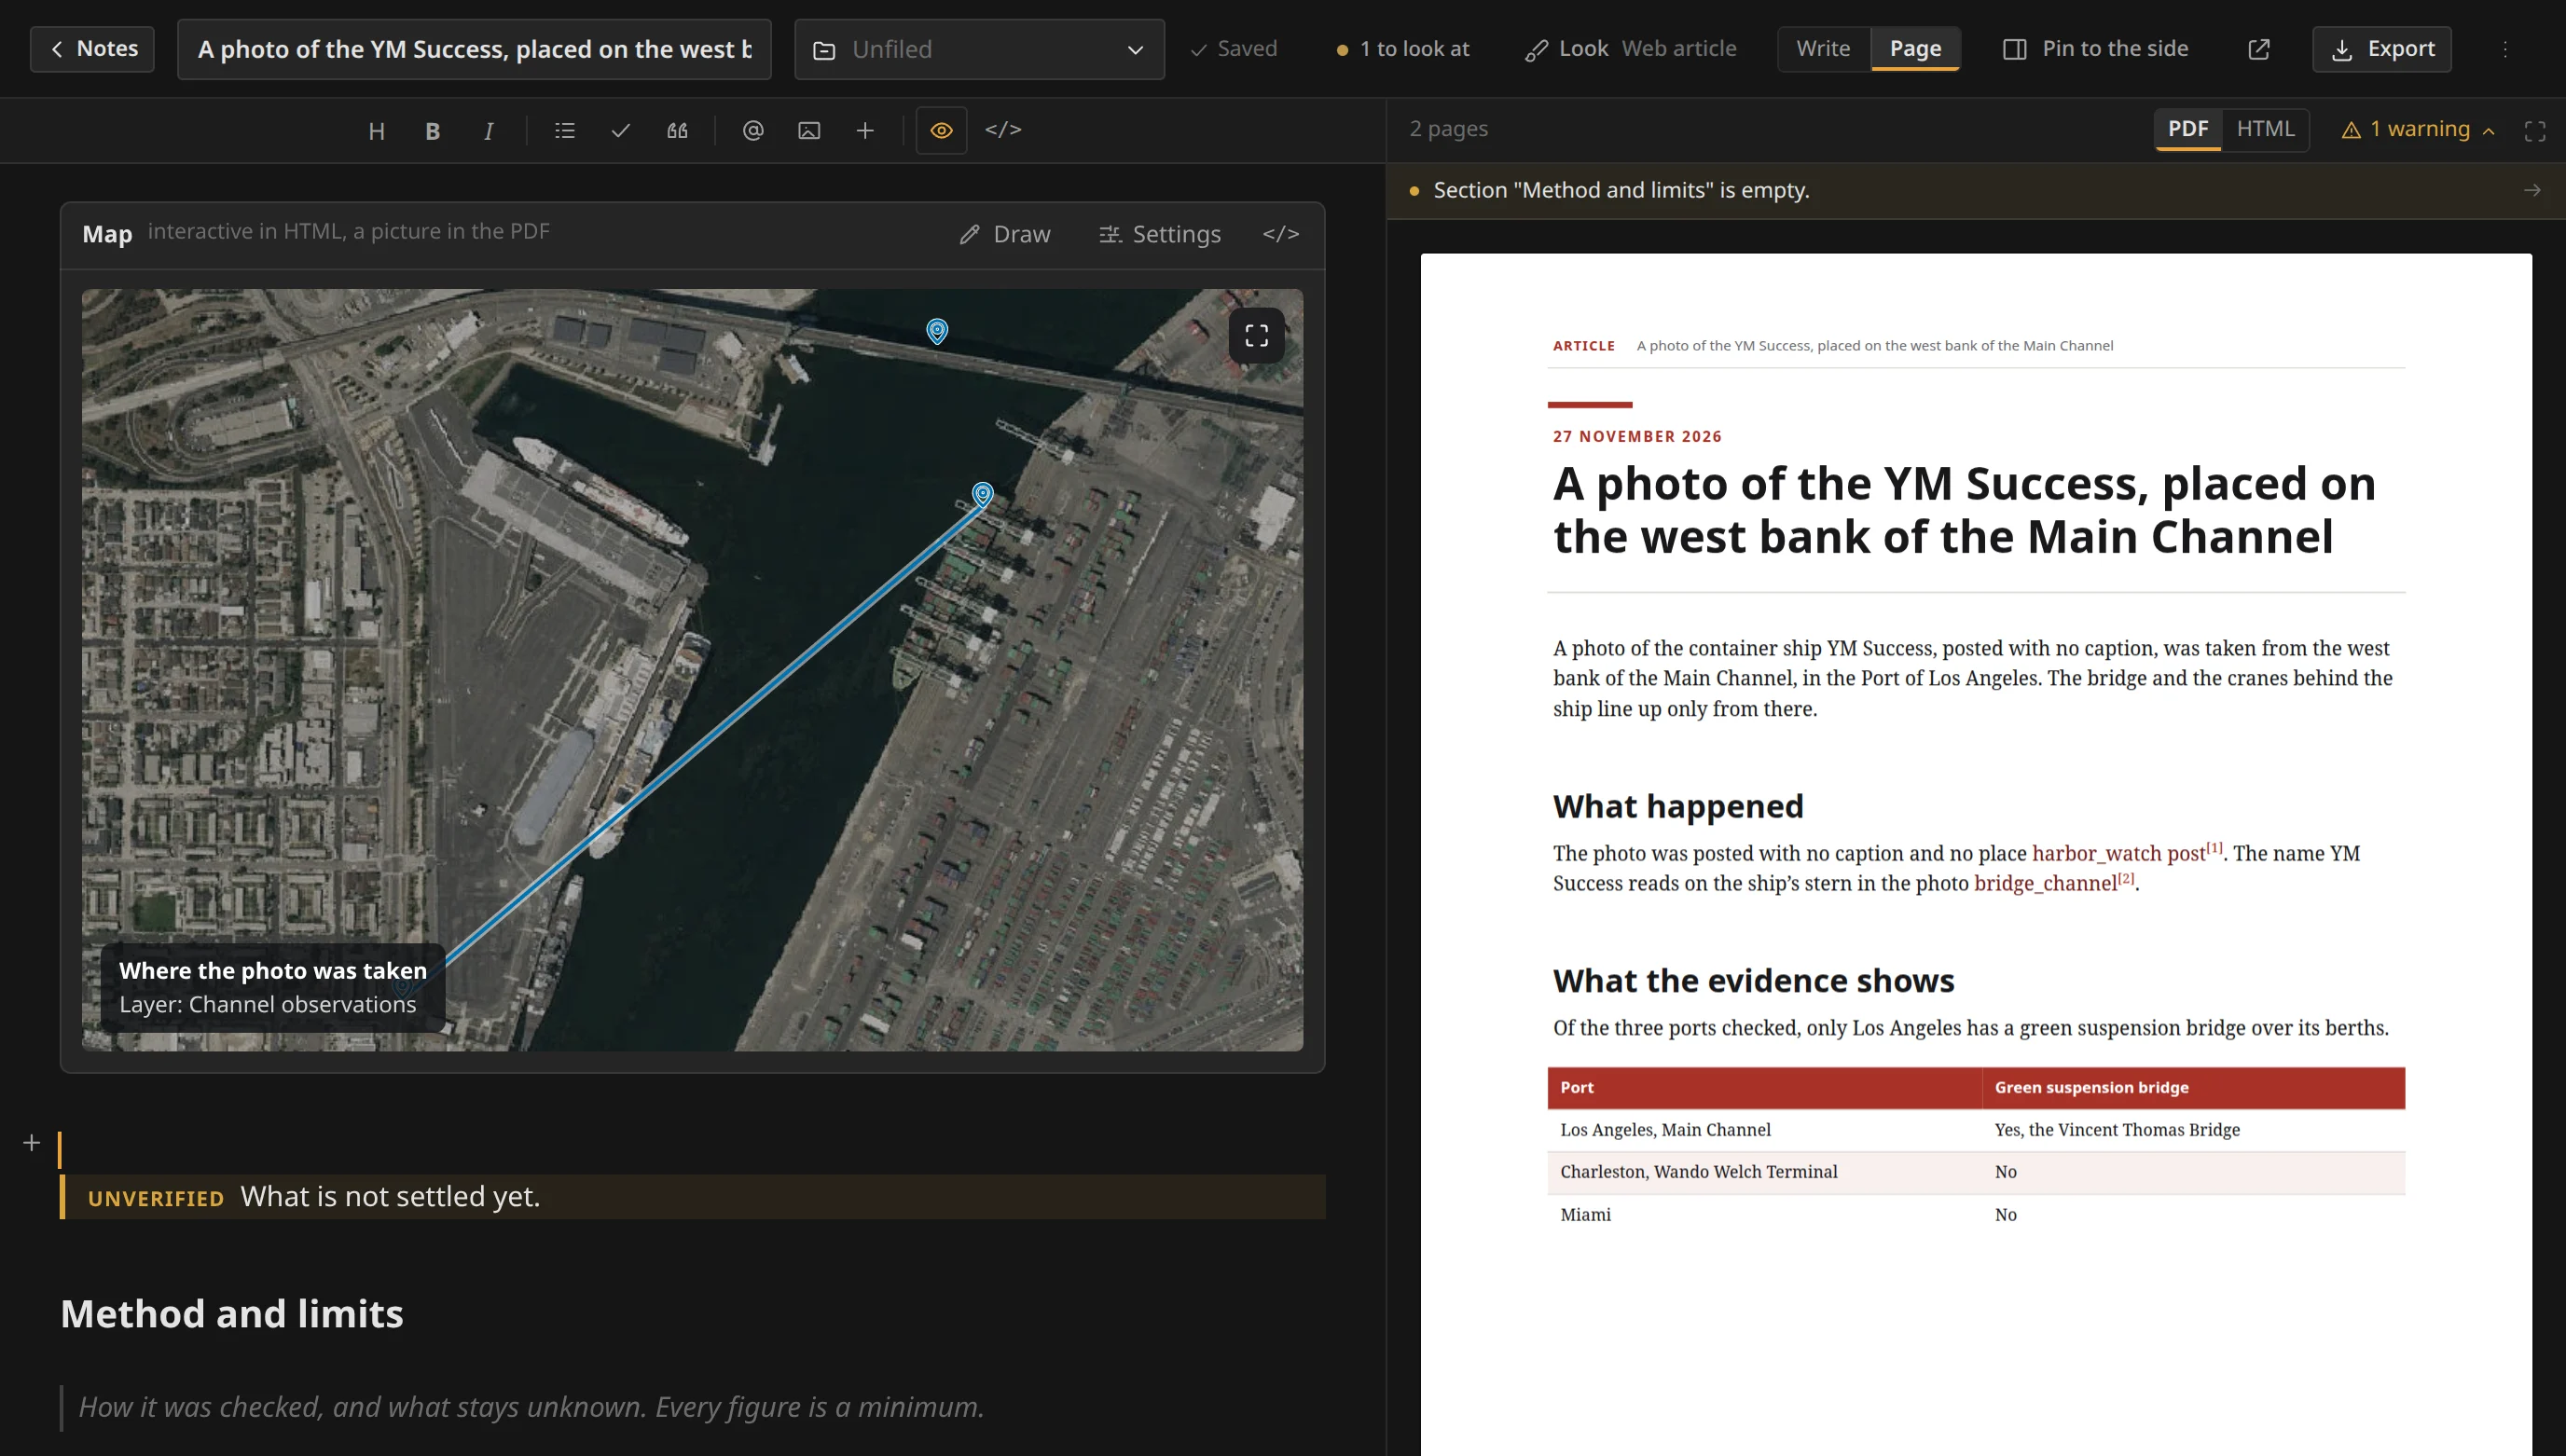 Notes
A photo of the YM Success, placed on the west b
Unfiled
Saved
1 to look at
Look Web article
Write
Page
Pin to the side
Export
H B I @ + </>
2 pages
PDF
HTML
1 warning
Section "Method and limits" is empty.
Map interactive in HTML, a picture in the PDF
Draw
Settings
</>
Where the photo was taken
Layer: Channel observations
UNVERIFIED What is not settled yet.
Method and limits
How it was checked, and what stays unknown. Every figure is a minimum.
ARTICLE A photo of the YM Success, placed on the west bank of the Main Channel
27 NOVEMBER 2026
A photo of the YM Success, placed on
the west bank of the Main Channel
A photo of the container ship YM Success, posted with no caption, was taken from the west
bank of the Main Channel, in the Port of Los Angeles. The bridge and the cranes behind the
ship line up only from there.
What happened
The photo was posted with no caption and no place harbor_watch post[1]. The name YM
Success reads on the ship’s stern in the photo bridge_channel[2].
What the evidence shows
Of the three ports checked, only Los Angeles has a green suspension bridge over its berths.
Port Green suspension bridge
Los Angeles, Main Channel Yes, the Vincent Thomas Bridge
Charleston, Wando Welch Terminal No
Miami No